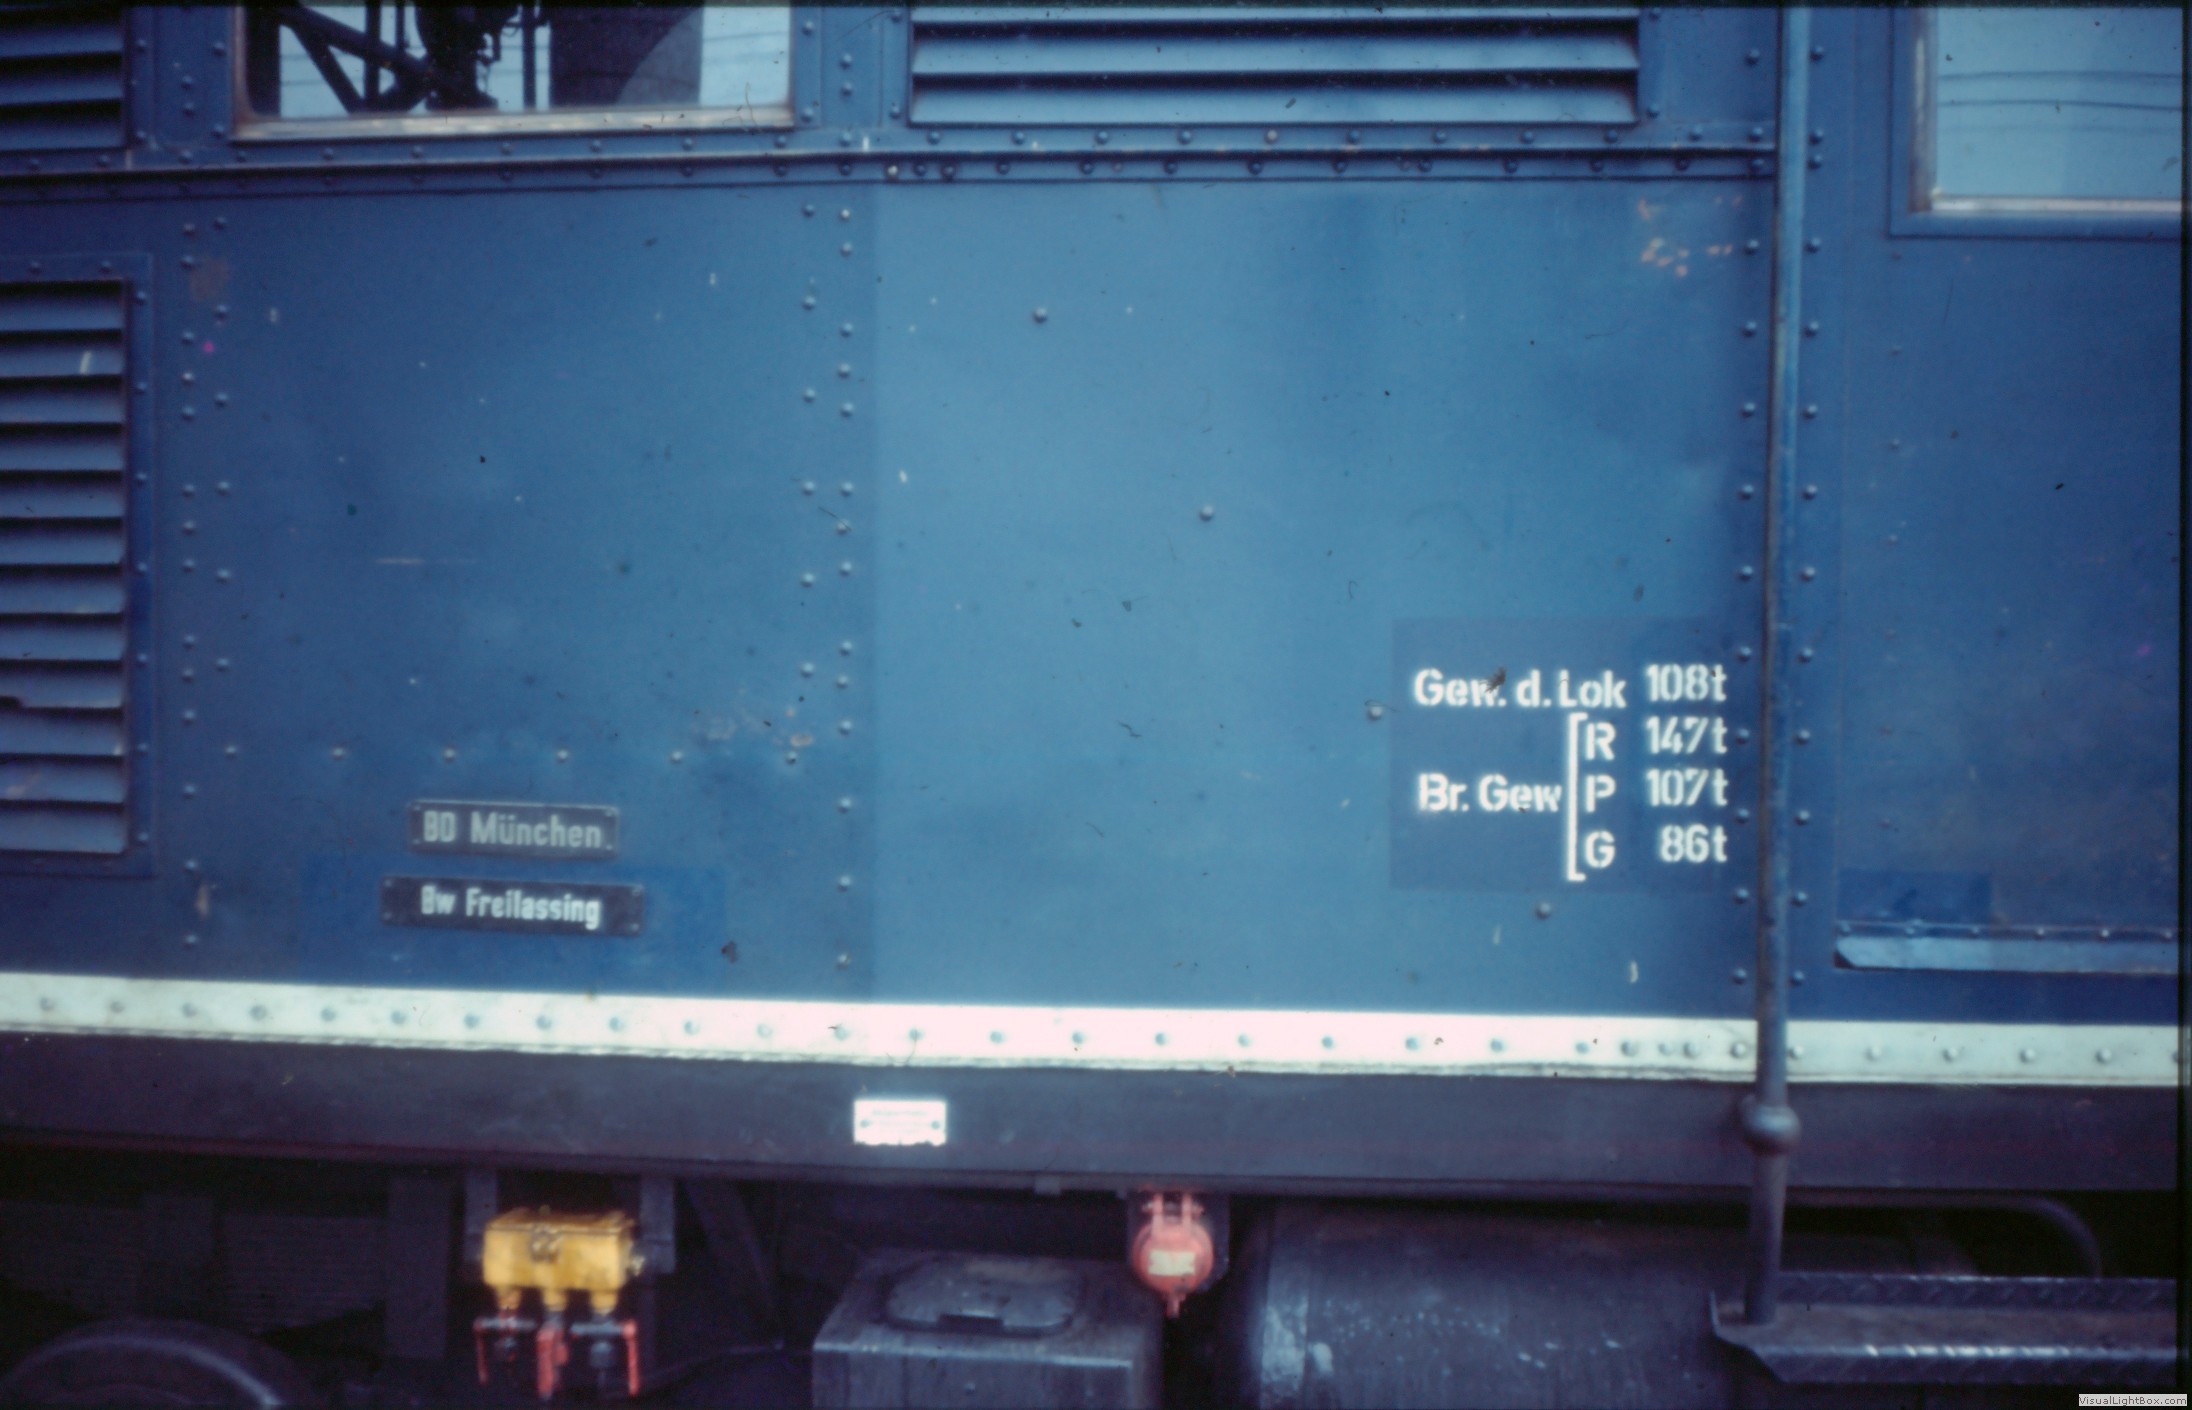 Gew. d. Lok 108t
R 147t
Br. Gew P 107t
G 86t
BD München
Bw Freilassing
VisualLightBox.com